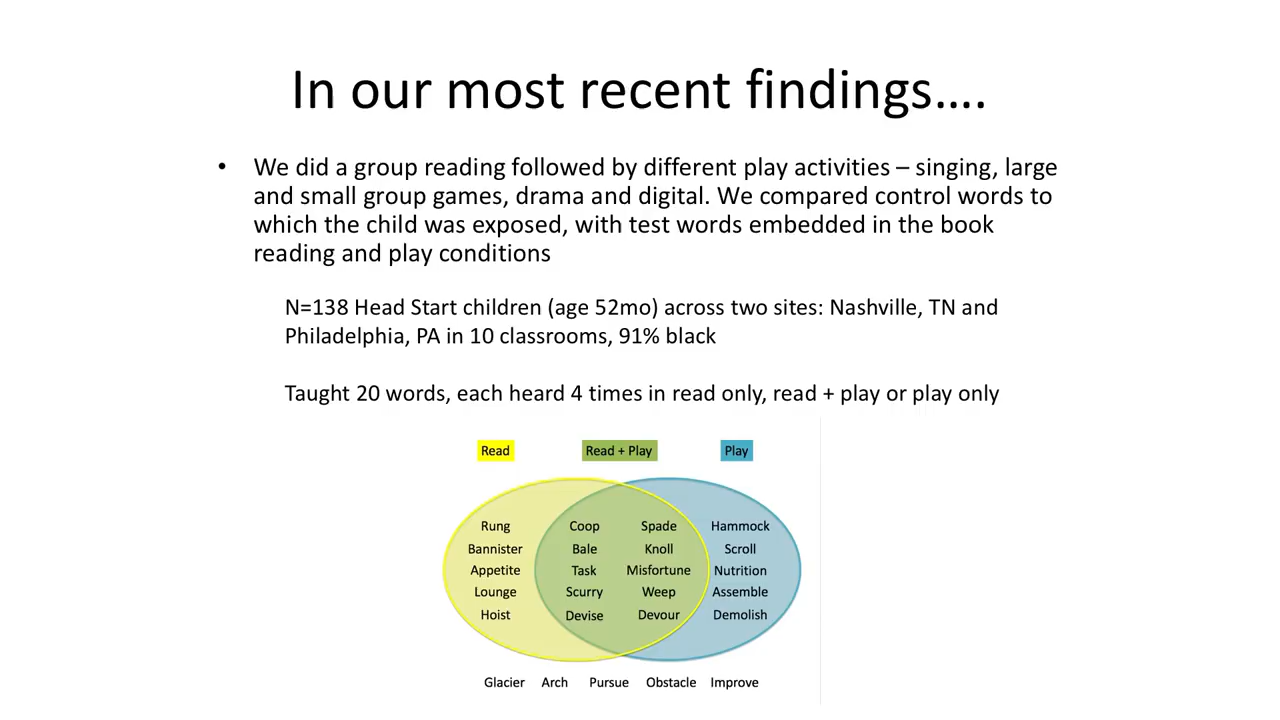 In our most recent findings....
• We did a group reading followed by different play activities – singing, large
and small group games, drama and digital. We compared control words to
which the child was exposed, with test words embedded in the book
reading and play conditions
N=138 Head Start children (age 52mo) across two sites: Nashville, TN and
Philadelphia, PA in 10 classrooms, 91% black
Taught 20 words, each heard 4 times in read only, read + play or play only
Read Read + Play Play
Rung Coop Spade Hammock
Bannister Bale Knoll Scroll
Appetite Task Misfortune Nutrition
Lounge Scurry Weep Assemble
Hoist Devise Devour Demolish
Glacier Arch Pursue Obstacle Improve